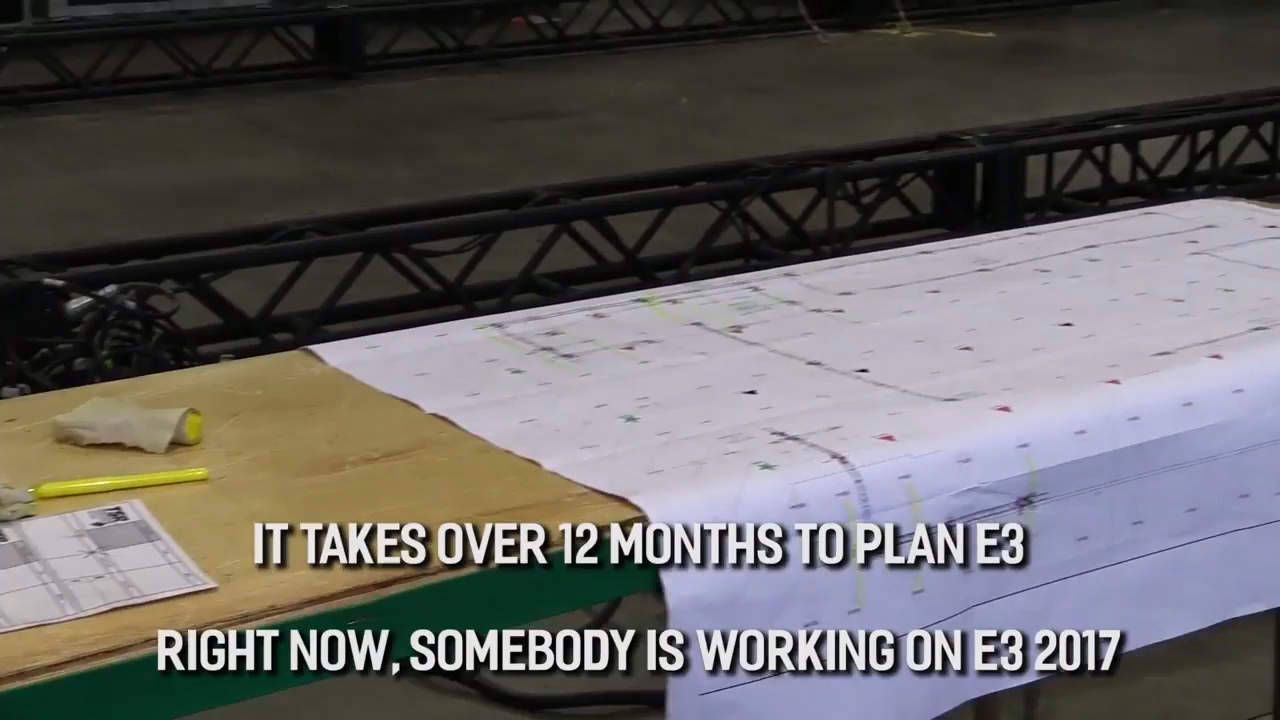 IT TAKES OVER 12 MONTHS TO PLAN E3
RIGHT NOW, SOMEBODY IS WORKING ON E3 2017